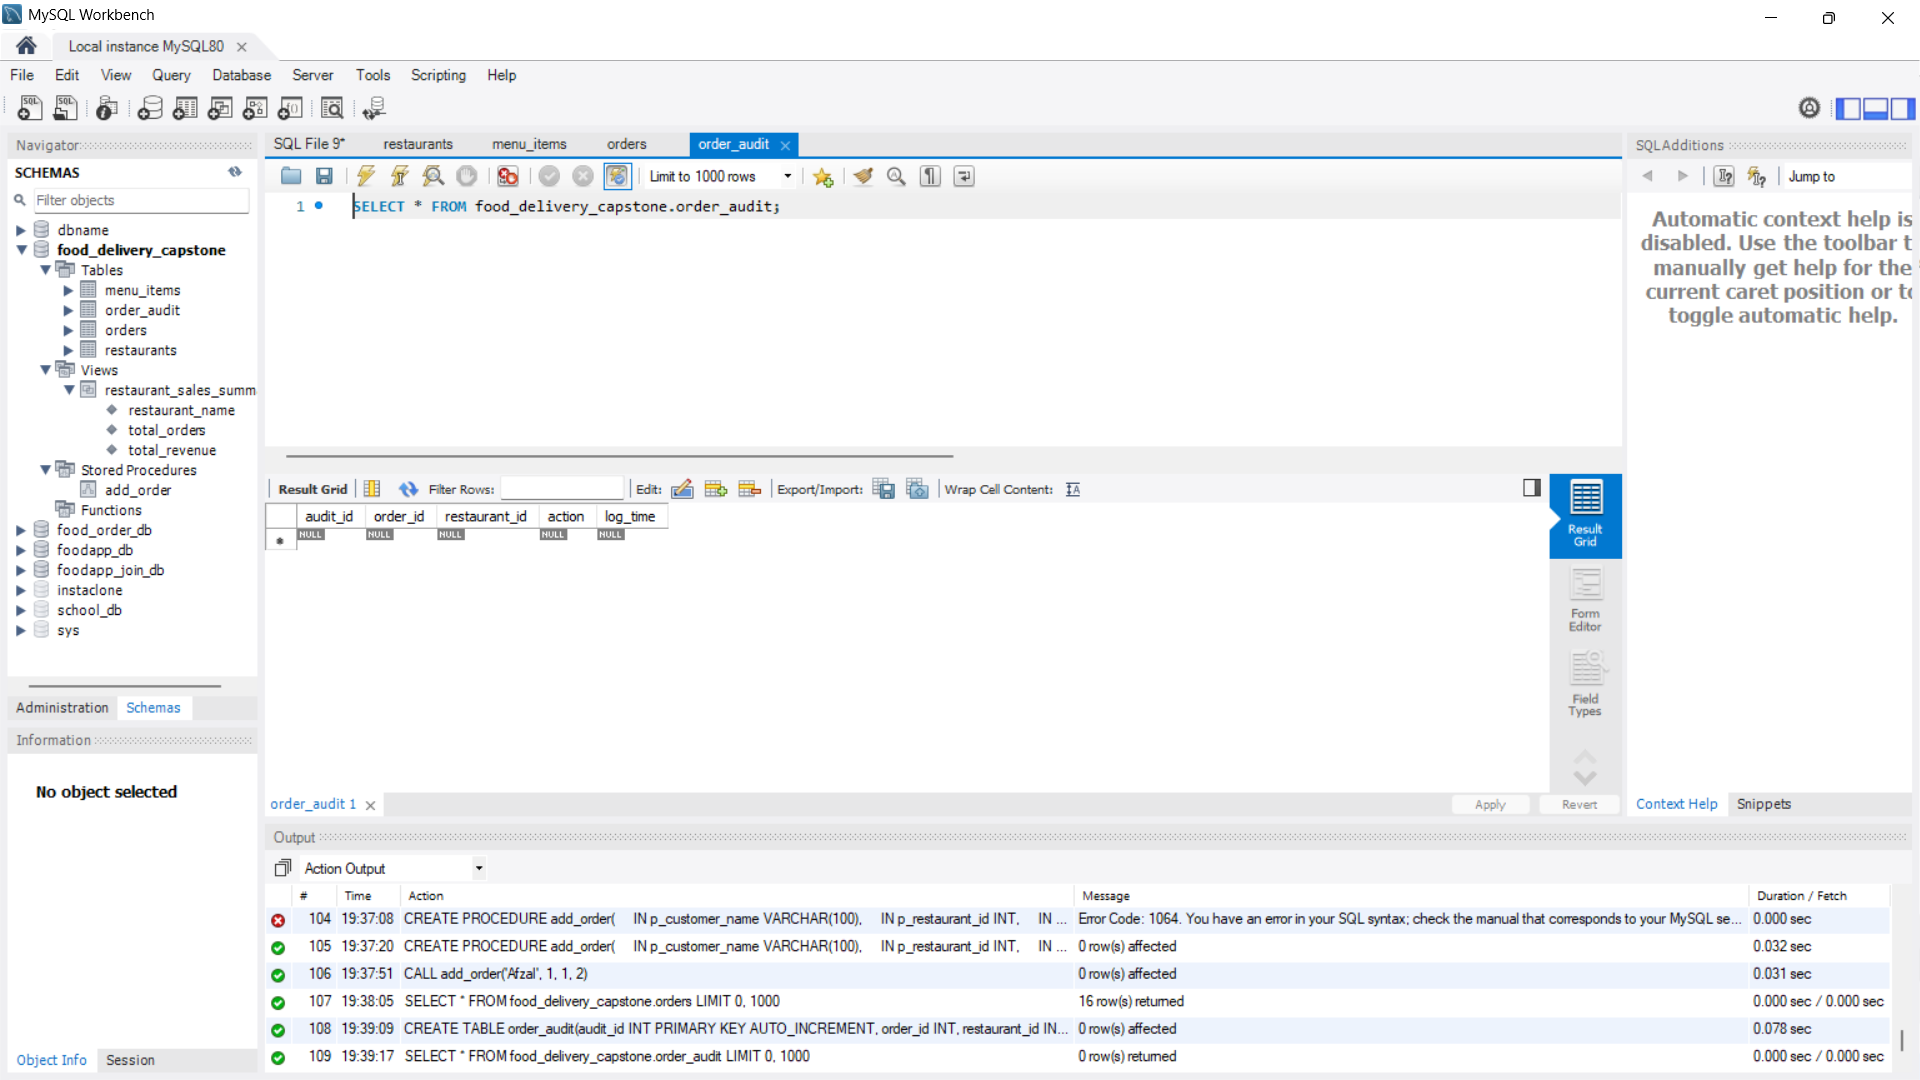 MySQL Workbench
Local instance MySQL80
File Edit View Query Database Server Tools Scripting Help
Navigator
SCHEMAS
Filter objects
dbname
food_delivery_capstone
Tables
menu_items
order_audit
orders
restaurants
Views
restaurant_sales_summ
restaurant_name
total_orders
total_revenue
Stored Procedures
add_order
Functions
food_order_db
foodapp_db
foodapp_join_db
instaclone
school_db
sys
Administration Schemas
Information
No object selected
Object Info Session
SQL File 9* restaurants menu_items orders order_audit
Limit to 1000 rows
1 SELECT * FROM food_delivery_capstone.order_audit;
Result Grid Filter Rows: Edit: Export/Import: Wrap Cell Content:
audit_id order_id restaurant_id action log_time
NULL NULL NULL NULL NULL
Result
Grid
Form
Editor
Field
Types
order_audit 1 Apply Revert
SQLAdditions
Jump to
Automatic context help is
disabled. Use the toolbar t
manually get help for the
current caret position or to
toggle automatic help.
Context Help Snippets
Output
Action Output
# Time Action Message Duration / Fetch
104 19:37:08 CREATE PROCEDURE add_order( IN p_customer_name VARCHAR(100), IN p_restaurant_id INT, IN ... Error Code: 1064. You have an error in your SQL syntax; check the manual that corresponds to your MySQL se... 0.000 sec
105 19:37:20 CREATE PROCEDURE add_order( IN p_customer_name VARCHAR(100), IN p_restaurant_id INT, IN ... 0 row(s) affected 0.032 sec
106 19:37:51 CALL add_order('Afzal', 1, 1, 2) 0 row(s) affected 0.031 sec
107 19:38:05 SELECT * FROM food_delivery_capstone.orders LIMIT 0, 1000 16 row(s) returned 0.000 sec / 0.000 sec
108 19:39:09 CREATE TABLE order_audit(audit_id INT PRIMARY KEY AUTO_INCREMENT, order_id INT, restaurant_id IN... 0 row(s) affected 0.078 sec
109 19:39:17 SELECT * FROM food_delivery_capstone.order_audit LIMIT 0, 1000 0 row(s) returned 0.000 sec / 0.000 sec